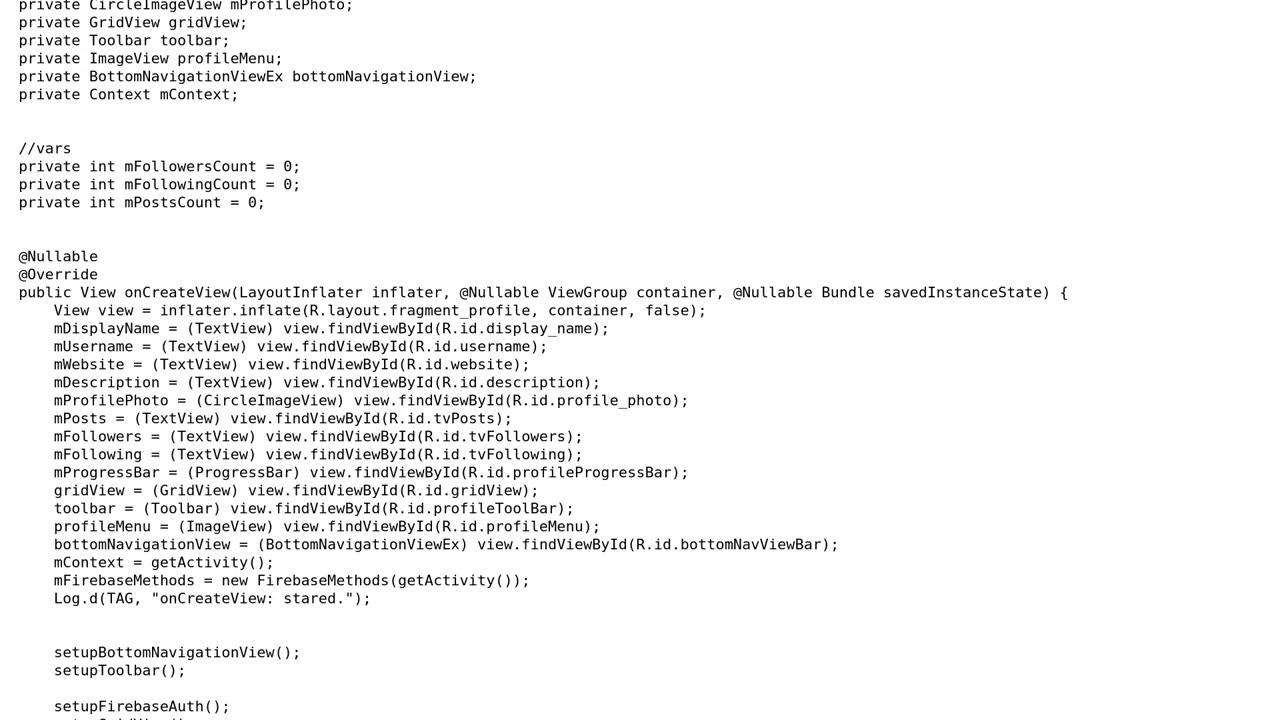 private CircleImageView mProfilePhoto;
private GridView gridView;
private Toolbar toolbar;
private ImageView profileMenu;
private BottomNavigationViewEx bottomNavigationView;
private Context mContext;
//vars
private int mFollowersCount = 0;
private int mFollowingCount = 0;
private int mPostsCount = 0;
@Nullable
@Override
public View onCreateView(LayoutInflater inflater, @Nullable ViewGroup container, @Nullable Bundle savedInstanceState) {
    View view = inflater.inflate(R.layout.fragment_profile, container, false);
    mDisplayName = (TextView) view.findViewById(R.id.display_name);
    mUsername = (TextView) view.findViewById(R.id.username);
    mWebsite = (TextView) view.findViewById(R.id.website);
    mDescription = (TextView) view.findViewById(R.id.description);
    mProfilePhoto = (CircleImageView) view.findViewById(R.id.profile_photo);
    mPosts = (TextView) view.findViewById(R.id.tvPosts);
    mFollowers = (TextView) view.findViewById(R.id.tvFollowers);
    mFollowing = (TextView) view.findViewById(R.id.tvFollowing);
    mProgressBar = (ProgressBar) view.findViewById(R.id.profileProgressBar);
    gridView = (GridView) view.findViewById(R.id.gridView);
    toolbar = (Toolbar) view.findViewById(R.id.profileToolBar);
    profileMenu = (ImageView) view.findViewById(R.id.profileMenu);
    bottomNavigationView = (BottomNavigationViewEx) view.findViewById(R.id.bottomNavViewBar);
    mContext = getActivity();
    mFirebaseMethods = new FirebaseMethods(getActivity());
    Log.d(TAG, "onCreateView: stared.");
    setupBottomNavigationView();
    setupToolbar();
    setupFirebaseAuth();